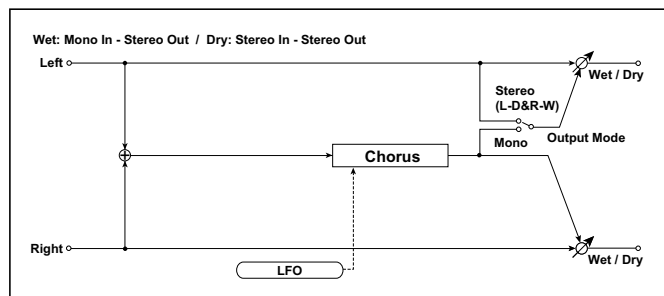 Wet: Mono In - Stereo Out / Dry: Stereo In - Stereo Out
Left
Wet / Dry
Stereo
(L-D&R-W)
Output Mode
Mono
Chorus
Right
Wet / Dry
LFO